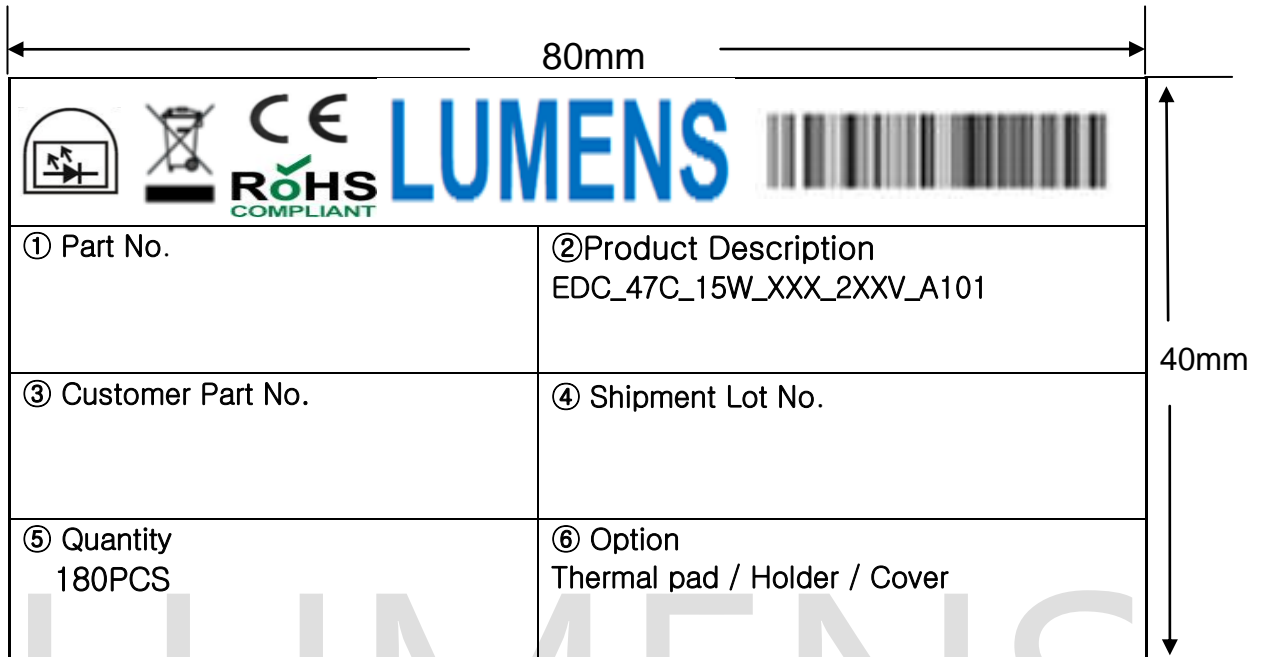 80mm
CE
RoHS
COMPLIANT
LUMENS
① Part No.
②Product Description
EDC_47C_15W_XXX_2XXV_A101
40mm
③ Customer Part No.
④ Shipment Lot No.
⑤ Quantity
180PCS
⑥ Option
Thermal pad / Holder / Cover
LUMENS